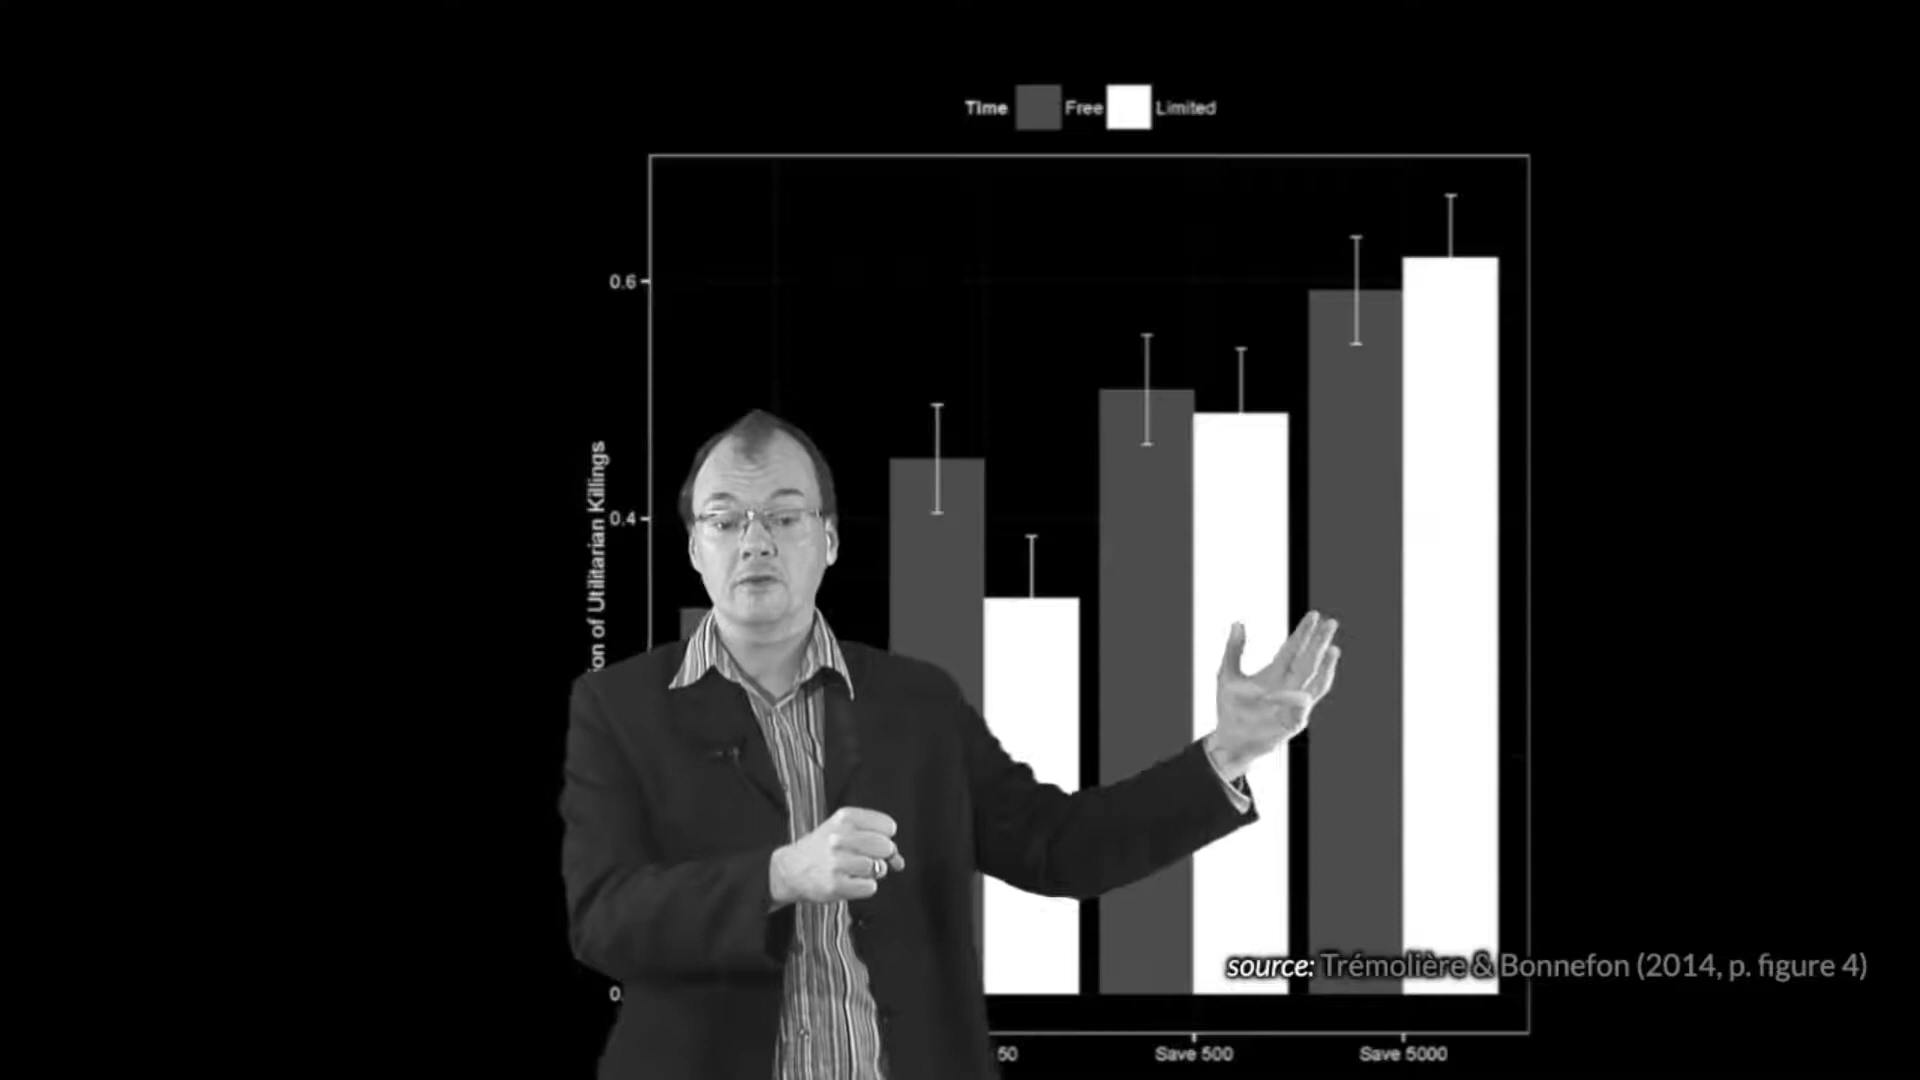 Time Free Limited
0.6
0.4
ion of Utilitarian Killings
0.
source: Trémolière & Bonnefon (2014, p. figure 4)
50 Save 500 Save 5000